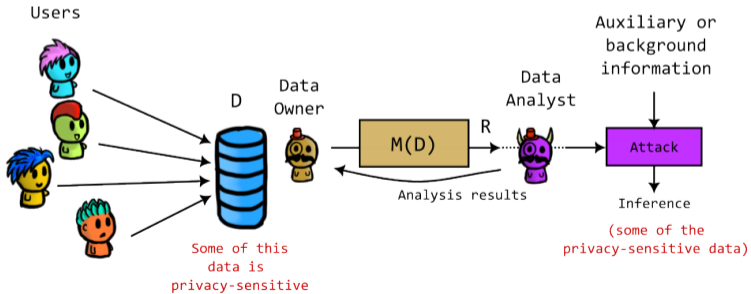 Users
D
Data
Owner
M(D)
R
Data
Analyst
Auxiliary or
background
information
Attack
Analysis results
Inference
Some of this
data is
privacy-sensitive
(some of the
privacy-sensitive data)